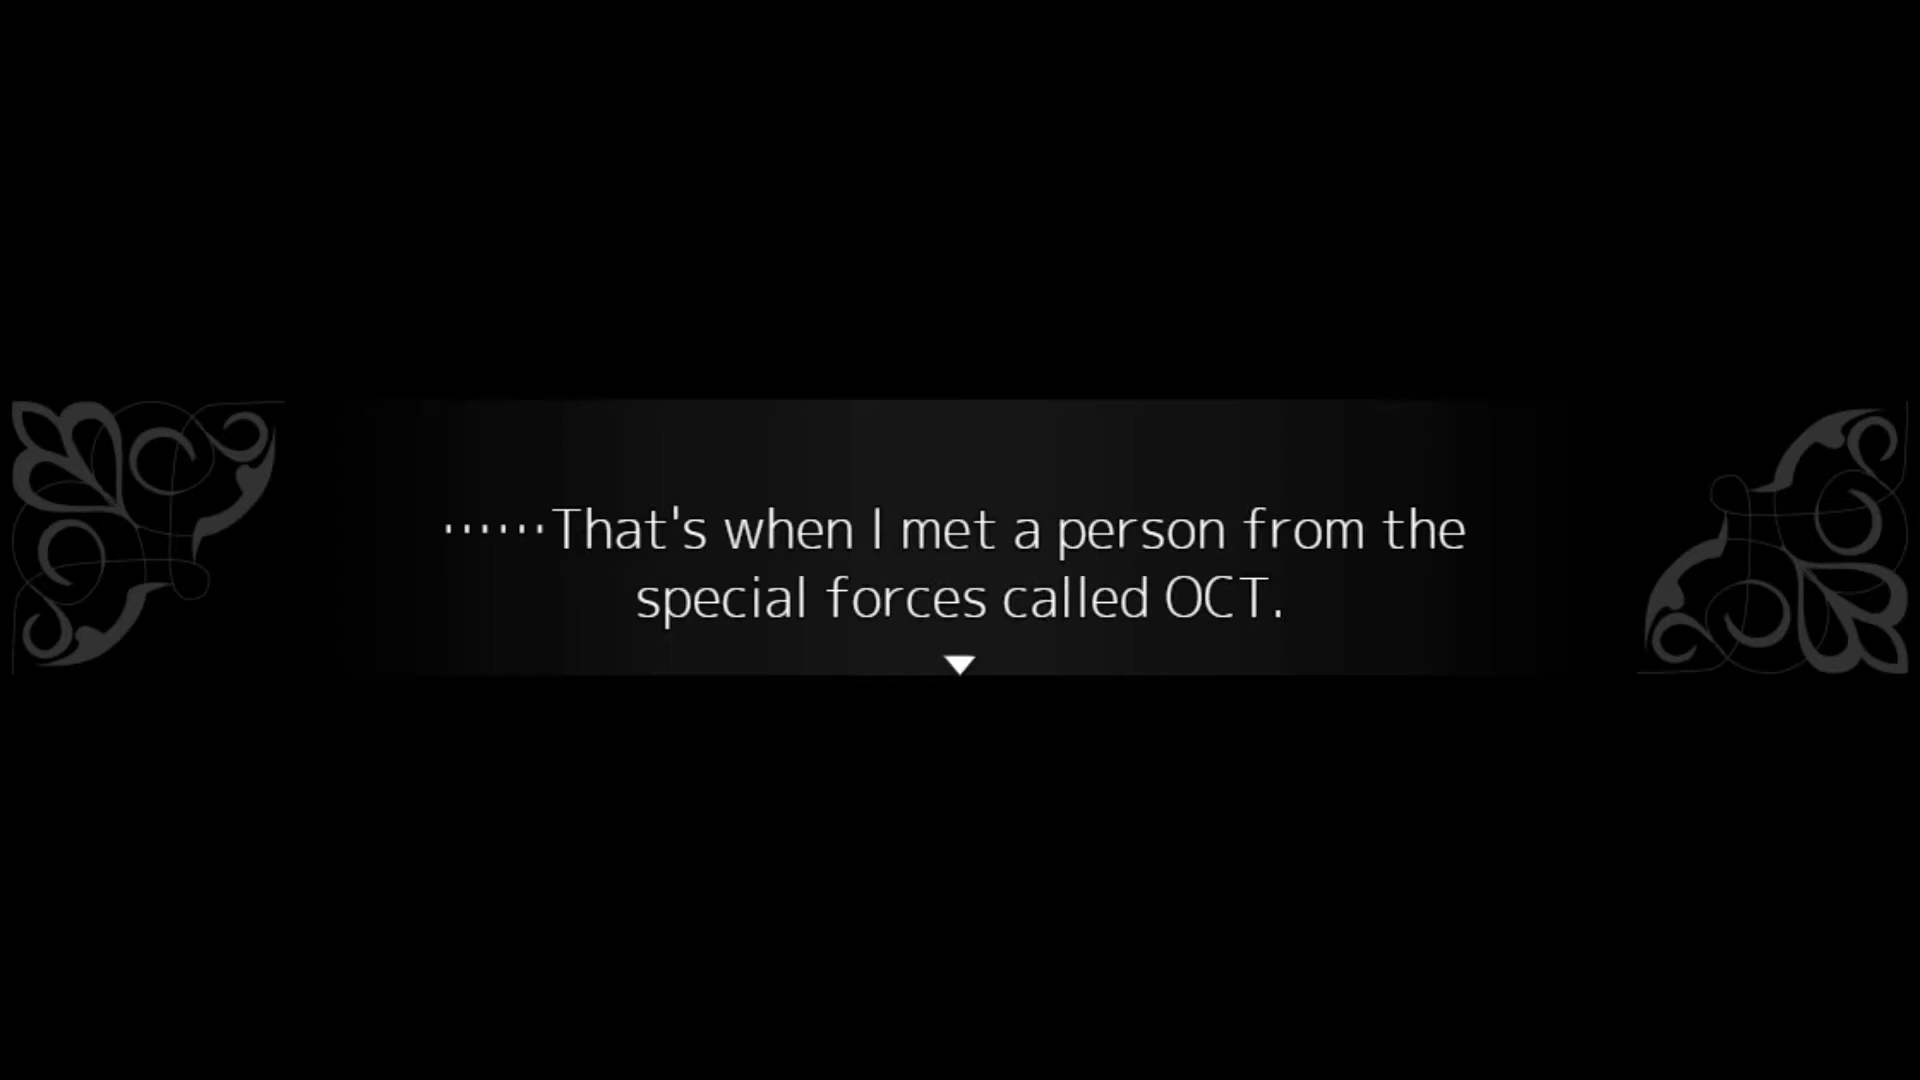 ……That's when I met a person from the
special forces called OCT.